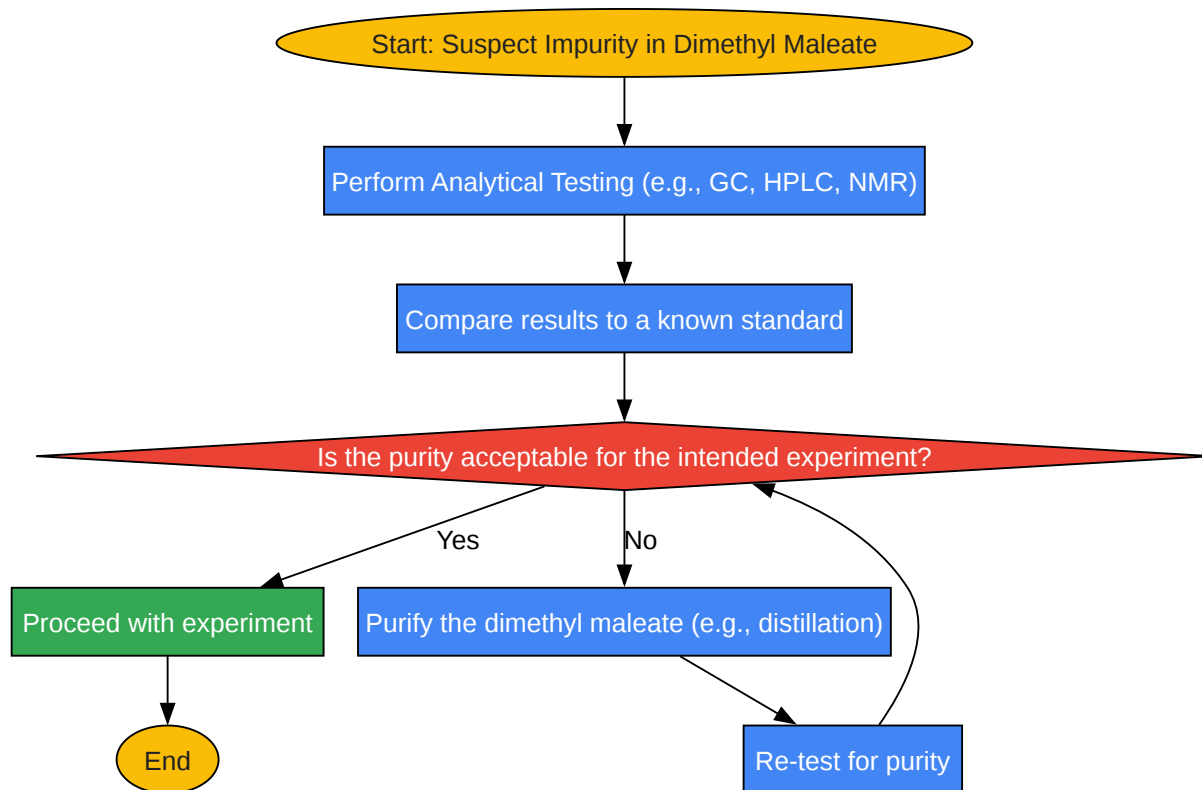 Start: Suspect Impurity in Dimethyl Maleate
Perform Analytical Testing (e.g., GC, HPLC, NMR)
Compare results to a known standard
Is the purity acceptable for the intended experiment?
Yes
No
Proceed with experiment
Purify the dimethyl maleate (e.g., distillation)
End
Re-test for purity